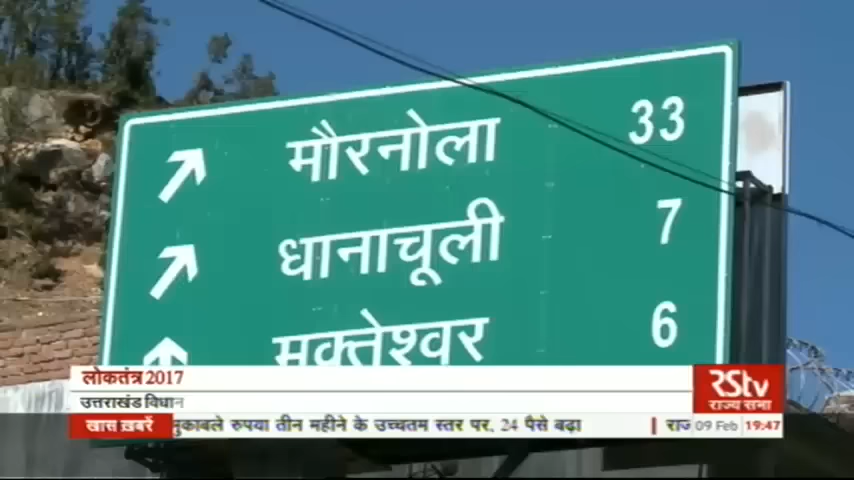 मौरनोला 33
धानाचूली 7
मुक्तेश्वर 6
लोकतंत्र 2017
उत्तराखंड विधान
RStv
राज्य सभा
खास ख़बरें
मुकाबले रुपया तीन महीने के उच्चतम स्तर पर, 24 पैसे बढ़ा
09 Feb 19:47